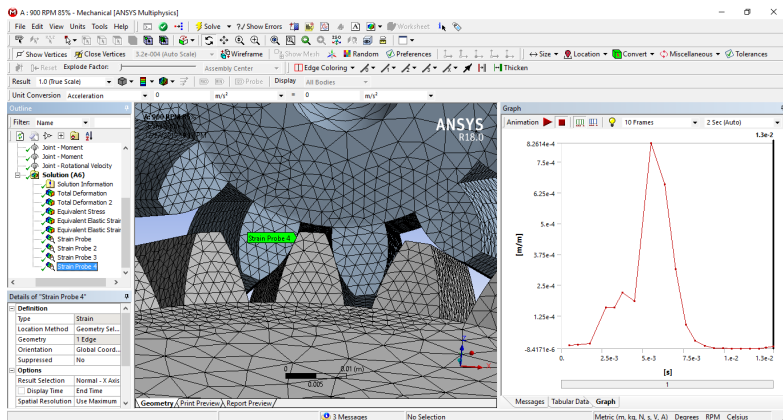 A : 900 RPM 85% - Mechanical [ANSYS Multiphysics]
File Edit View Units Tools Help Solve ?/ Show Errors Worksheet
Show Vertices Close Vertices 3.2e-004 (Auto Scale) Wireframe Show Mesh Random Preferences Size Location Convert Miscellaneous Tolerances
Reset Explode Factor: Assembly Center Edge Coloring Thicken
Result 1.0 (True Scale) Probe Display All Bodies
Unit Conversion Acceleration 0 m/s² = 0 m/s²
Outline
Filter: Name
Joint - Moment
Joint - Moment
Joint - Rotational Velocity
Solution (A6)
Solution Information
Total Deformation
Total Deformation 2
Equivalent Stress
Equivalent Elastic Strain
Equivalent Elastic Strain
Strain Probe
Strain Probe 2
Strain Probe 3
Strain Probe 4
Details of "Strain Probe 4"
Definition
Type Strain
Location Method Geometry Sel...
Geometry 1 Edge
Orientation Global Coord...
Suppressed No
Options
Result Selection Normal - X Axis
Display Time End Time
Spatial Resolution Use Maximum
ANSYS
R18.0
Strain Probe 4
Z
X
0
0.01 (m)
0.005
Geometry Print Preview Report Preview
Graph
Animation 10 Frames 2 Sec (Auto)
1.3e-2
8.2614e-4
7.5e-4
6.25e-4
5.e-4
3.75e-4
2.5e-4
1.25e-4
-8.4171e-6
[m/m]
0. 2.5e-3 5.e-3 7.5e-3 1.e-2 1.3e-2
[s]
1
Messages Tabular Data Graph
3 Messages No Selection Metric (m, kg, N, s, V, A) Degrees RPM Celsius